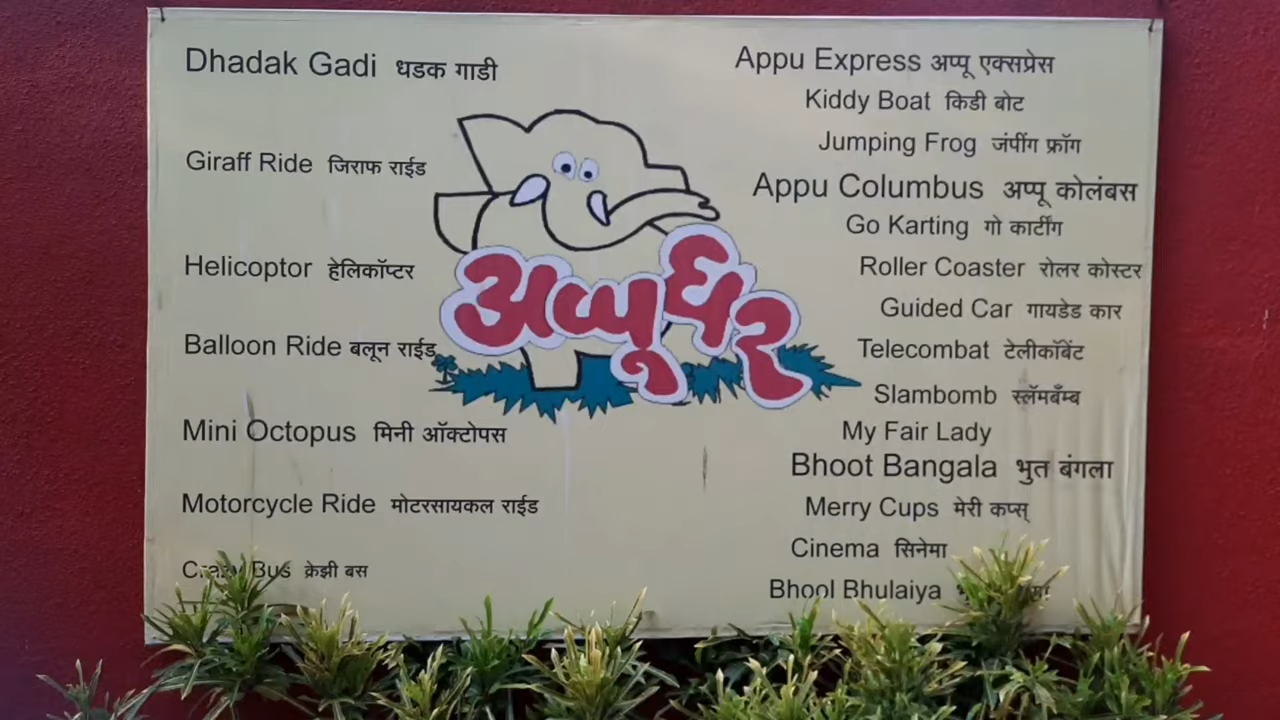 Dhadak Gadi धडक गाडी
Giraff Ride जिराफ राईड
Helicoptor हेलिकॉप्टर
Balloon Ride बलून राईड
Mini Octopus मिनी ऑक्टोपस
Motorcycle Ride मोटरसायकल राईड
Crazy Bus क्रेझी बस
अप्पू घर
Appu Express अप्पू एक्सप्रेस
Kiddy Boat किडी बोट
Jumping Frog जंपींग फ्रॉग
Appu Columbus अप्पू कोलंबस
Go Karting गो कार्टींग
Roller Coaster रोलर कोस्टर
Guided Car गायडेड कार
Telecombat टेलीकॉबेंट
Slambomb स्लॅमबॅंम्ब
My Fair Lady
Bhoot Bangala भुत बंगला
Merry Cups मेरी कप्स्
Cinema सिनेमा
Bhool Bhulaiya